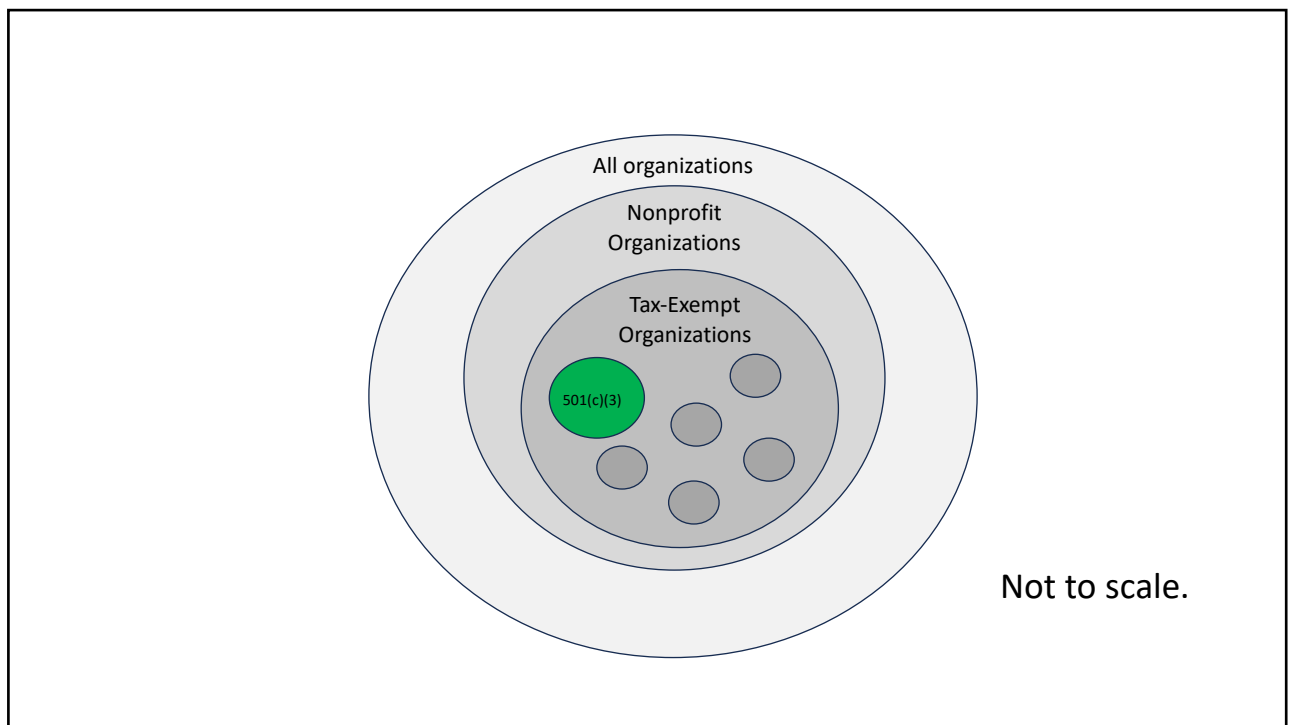 All organizations
Nonprofit
Organizations
Tax-Exempt
Organizations
501(c)(3)
Not to scale.